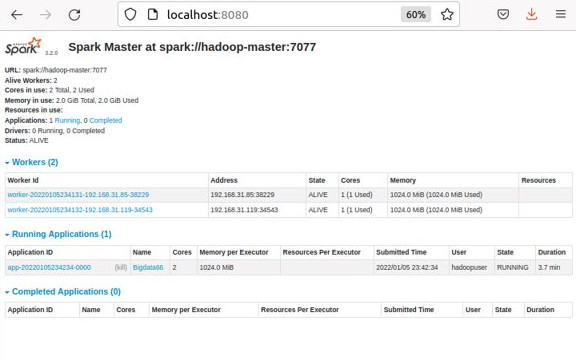 localhost:8080
60%
Spark 3.2.0
Spark Master at spark://hadoop-master:7077
URL: spark://hadoop-master:7077
Alive Workers: 2
Cores in use: 2 Total, 2 Used
Memory in use: 2.0 GiB Total, 2.0 GiB Used
Resources in use:
Applications: 1 Running, 0 Completed
Drivers: 0 Running, 0 Completed
Status: ALIVE
Workers (2)
Worker Id Address State Cores Memory Resources
worker-20220105234131-192.168.31.85-38229 192.168.31.85:38229 ALIVE 1 (1 Used) 1024.0 MiB (1024.0 MiB Used)
worker-20220105234132-192.168.31.119-34543 192.168.31.119:34543 ALIVE 1 (1 Used) 1024.0 MiB (1024.0 MiB Used)
Running Applications (1)
Application ID Name Cores Memory per Executor Resources Per Executor Submitted Time User State Duration
app-20220105234234-0000 (kill) Bigdata66 2 1024.0 MiB 2022/01/05 23:42:34 hadoopuser RUNNING 3.7 min
Completed Applications (0)
Application ID Name Cores Memory per Executor Resources Per Executor Submitted Time User State Duration